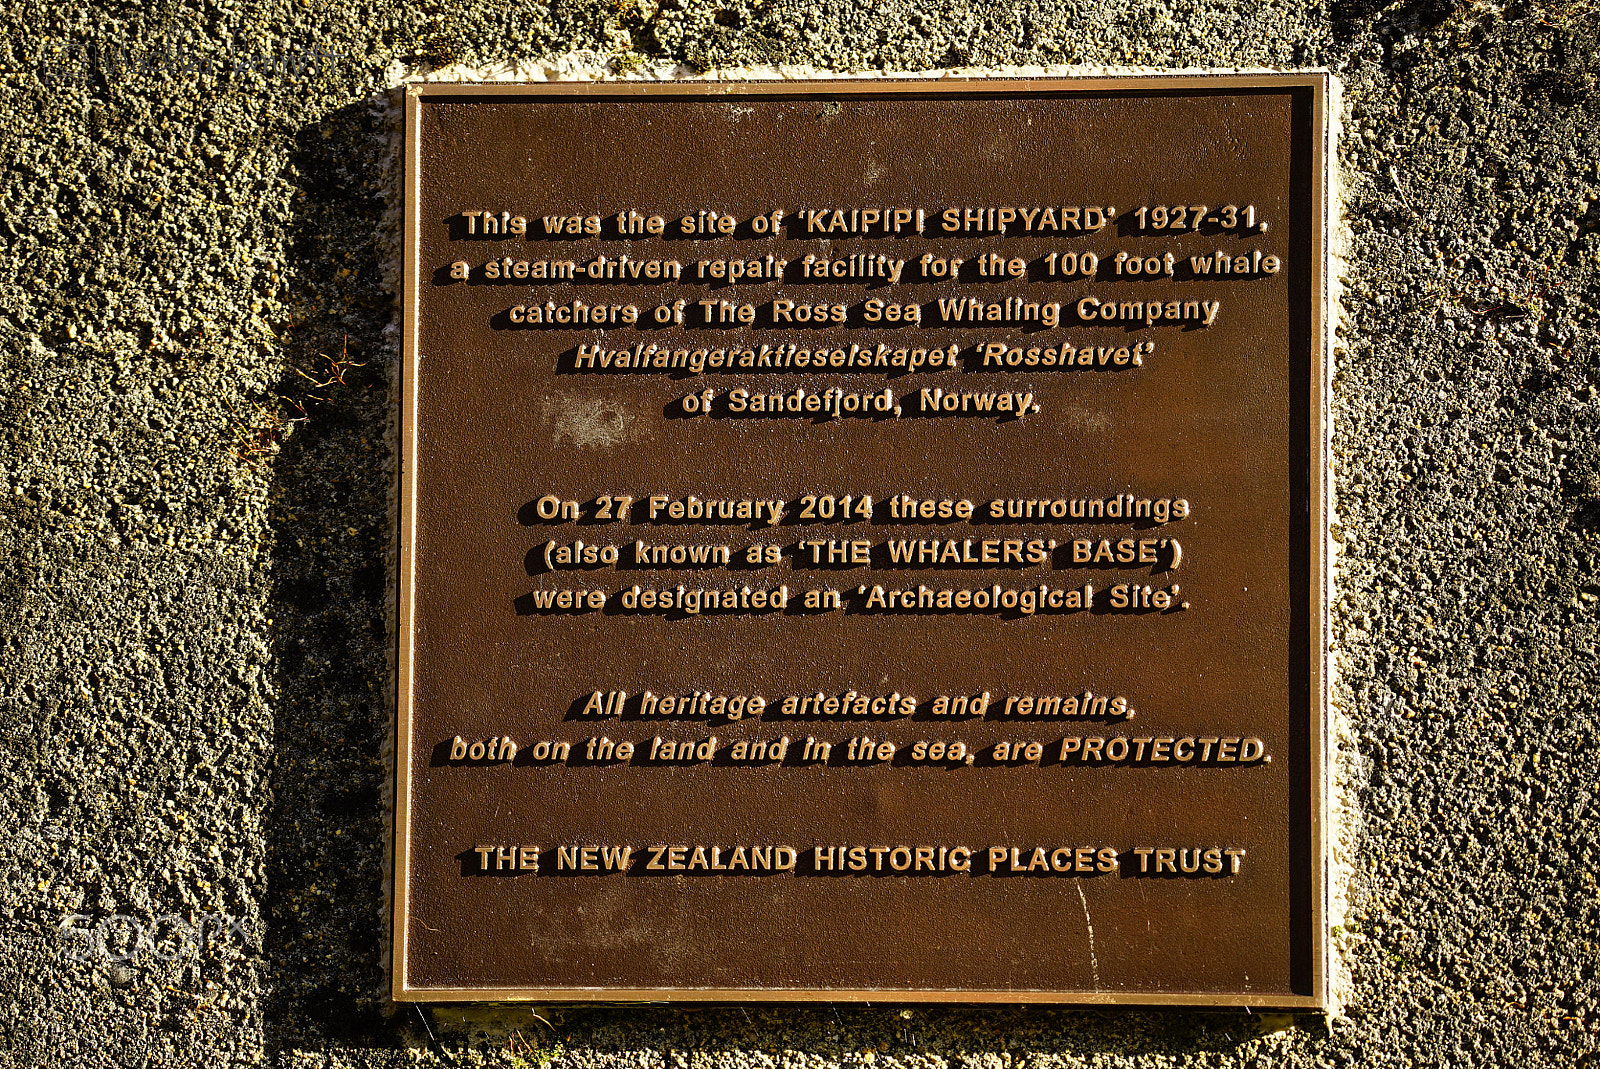 This was the site of ‘KAIPIPI SHIPYARD’ 1927-31,
a steam-driven repair facility for the 100 foot whale
catchers of The Ross Sea Whaling Company
Hvalfangeraktieselskapet ‘Rosshavet’
of Sandefjord, Norway.
On 27 February 2014 these surroundings
(also known as ‘THE WHALERS’ BASE’)
were designated an ‘Archaeological Site’.
All heritage artefacts and remains,
both on the land and in the sea, are PROTECTED.
THE NEW ZEALAND HISTORIC PLACES TRUST
500px